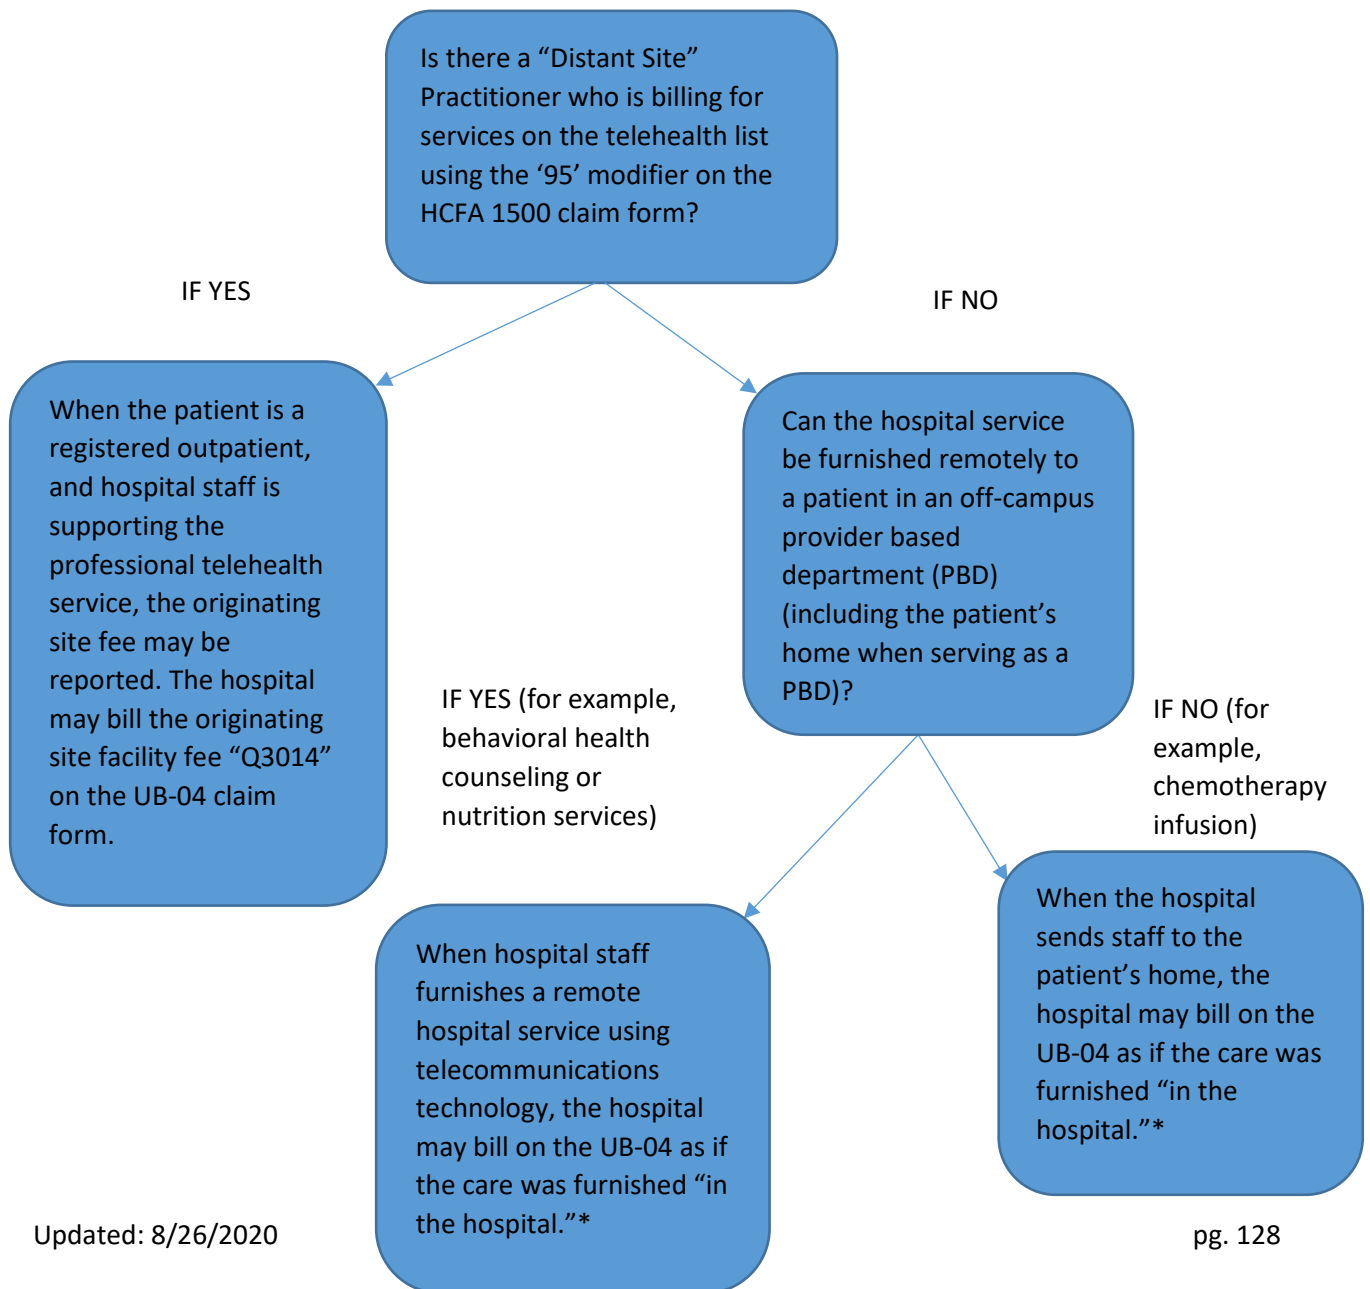 Is there a “Distant Site”
Practitioner who is billing for
services on the telehealth list
using the ‘95’ modifier on the
HCFA 1500 claim form?
IF YES
IF NO
When the patient is a
registered outpatient,
and hospital staff is
supporting the
professional telehealth
service, the originating
site fee may be
reported. The hospital
may bill the originating
site facility fee “Q3014”
on the UB-04 claim
form.
Can the hospital service
be furnished remotely to
a patient in an off-campus
provider based
department (PBD)
(including the patient’s
home when serving as a
PBD)?
IF YES (for example,
behavioral health
counseling or
nutrition services)
IF NO (for
example,
chemotherapy
infusion)
When hospital staff
furnishes a remote
hospital service using
telecommunications
technology, the hospital
may bill on the UB-04 as if
the care was furnished “in
the hospital.”*
When the hospital
sends staff to the
patient’s home, the
hospital may bill on the
UB-04 as if the care was
furnished “in the
hospital.”*
Updated: 8/26/2020
pg. 128